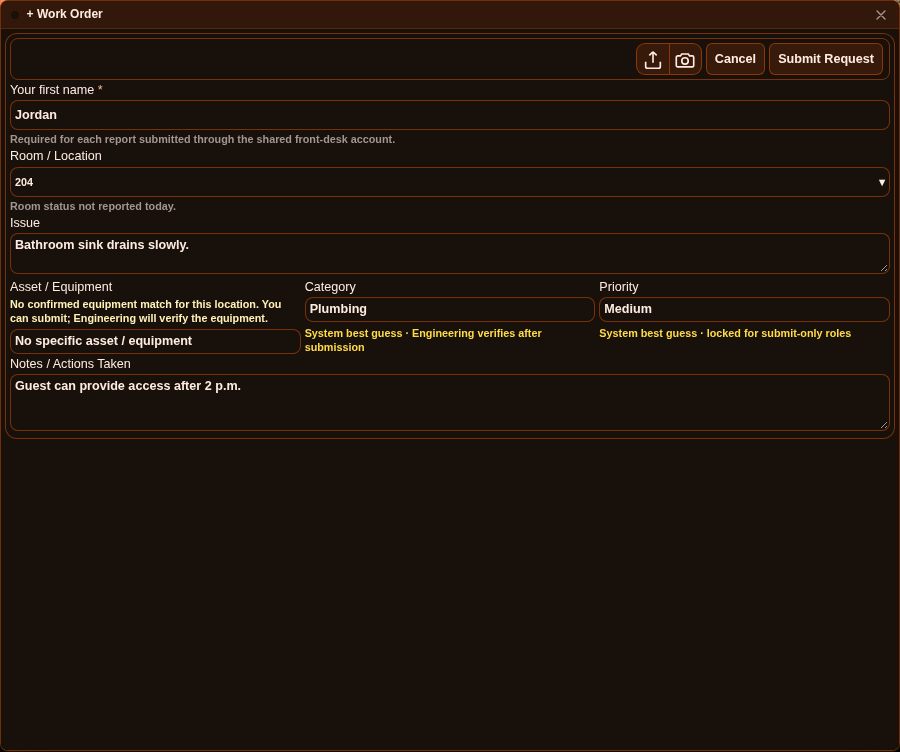 + Work Order
Cancel
Submit Request
Your first name *
Jordan
Required for each report submitted through the shared front-desk account.
Room / Location
204
Room status not reported today.
Issue
Bathroom sink drains slowly.
Asset / Equipment
No confirmed equipment match for this location. You
can submit; Engineering will verify the equipment.
No specific asset / equipment
Category
Plumbing
System best guess · Engineering verifies after
submission
Priority
Medium
System best guess · locked for submit-only roles
Notes / Actions Taken
Guest can provide access after 2 p.m.